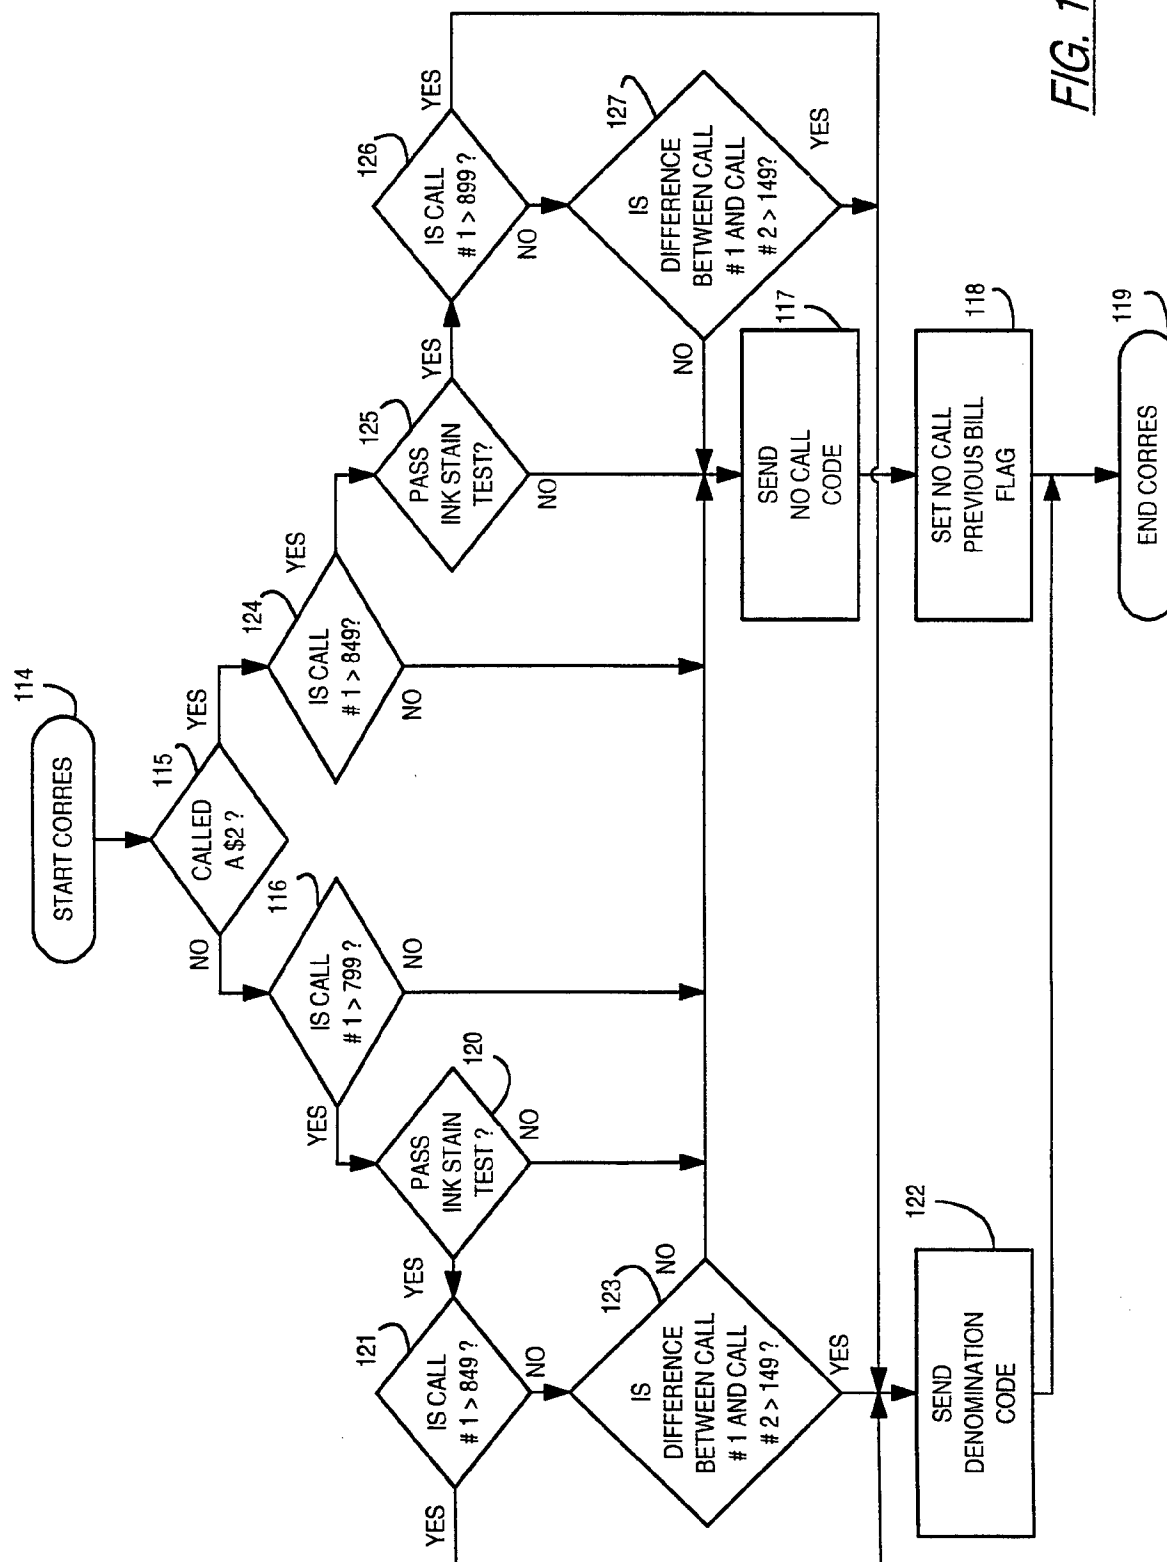 START CORRES
114
CALLED
A $2 ?
115
NO
YES
IS CALL
# 1 > 799 ?
116
YES
NO
IS CALL
# 1 > 849?
124
YES
NO
PASS
INK STAIN
TEST ?
120
YES
NO
PASS
INK STAIN
TEST?
125
YES
NO
IS CALL
# 1 > 849 ?
121
YES
NO
IS CALL
# 1 > 899 ?
126
YES
NO
IS
DIFFERENCE
BETWEEN CALL
# 1 AND CALL
# 2 > 149 ?
123
NO
YES
IS
DIFFERENCE
BETWEEN CALL
# 1 AND CALL
# 2 > 149?
127
NO
YES
SEND
NO CALL
CODE
117
SET NO CALL
PREVIOUS BILL
FLAG
118
SEND
DENOMINATION
CODE
122
END CORRES
119
FIG. 1